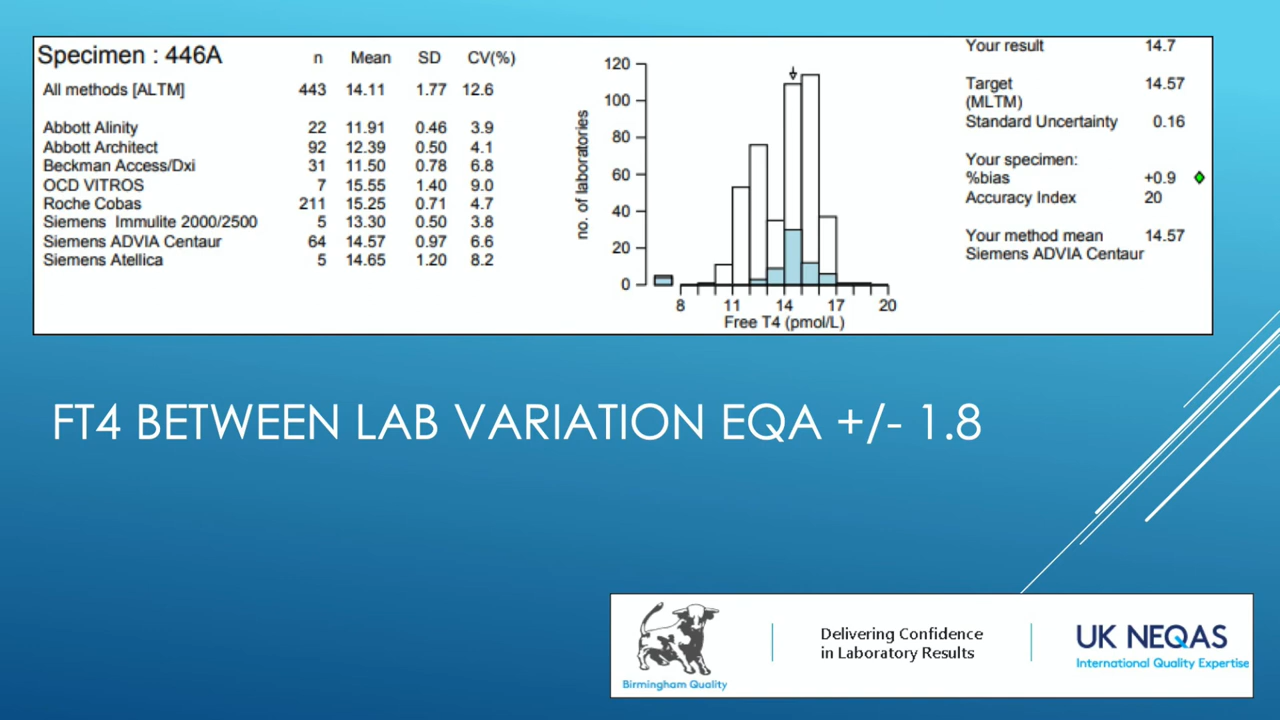 Specimen : 446A n Mean SD CV(%)
All methods [ALTM] 443 14.11 1.77 12.6
Abbott Alinity 22 11.91 0.46 3.9
Abbott Architect 92 12.39 0.50 4.1
Beckman Access/Dxi 31 11.50 0.78 6.8
OCD VITROS 7 15.55 1.40 9.0
Roche Cobas 211 15.25 0.71 4.7
Siemens Immulite 2000/2500 5 13.30 0.50 3.8
Siemens ADVIA Centaur 64 14.57 0.97 6.6
Siemens Atellica 5 14.65 1.20 8.2
no. of laboratories
120
100
80
60
40
20
0
8 11 14 17 20
Free T4 (pmol/L)
Your result 14.7
Target 14.57
(MLTM)
Standard Uncertainty 0.16
Your specimen:
%bias +0.9
Accuracy Index 20
Your method mean 14.57
Siemens ADVIA Centaur
FT4 BETWEEN LAB VARIATION EQA +/- 1.8
Birmingham Quality
Delivering Confidence
in Laboratory Results
UK NEQAS
International Quality Expertise